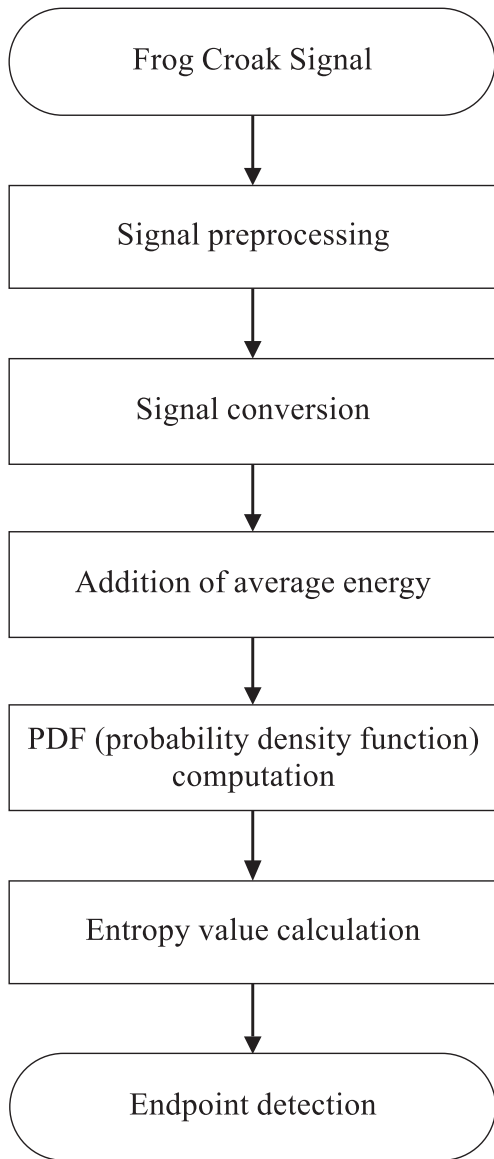 Frog Croak Signal
Signal preprocessing
Signal conversion
Addition of average energy
PDF (probability density function)
computation
Entropy value calculation
Endpoint detection